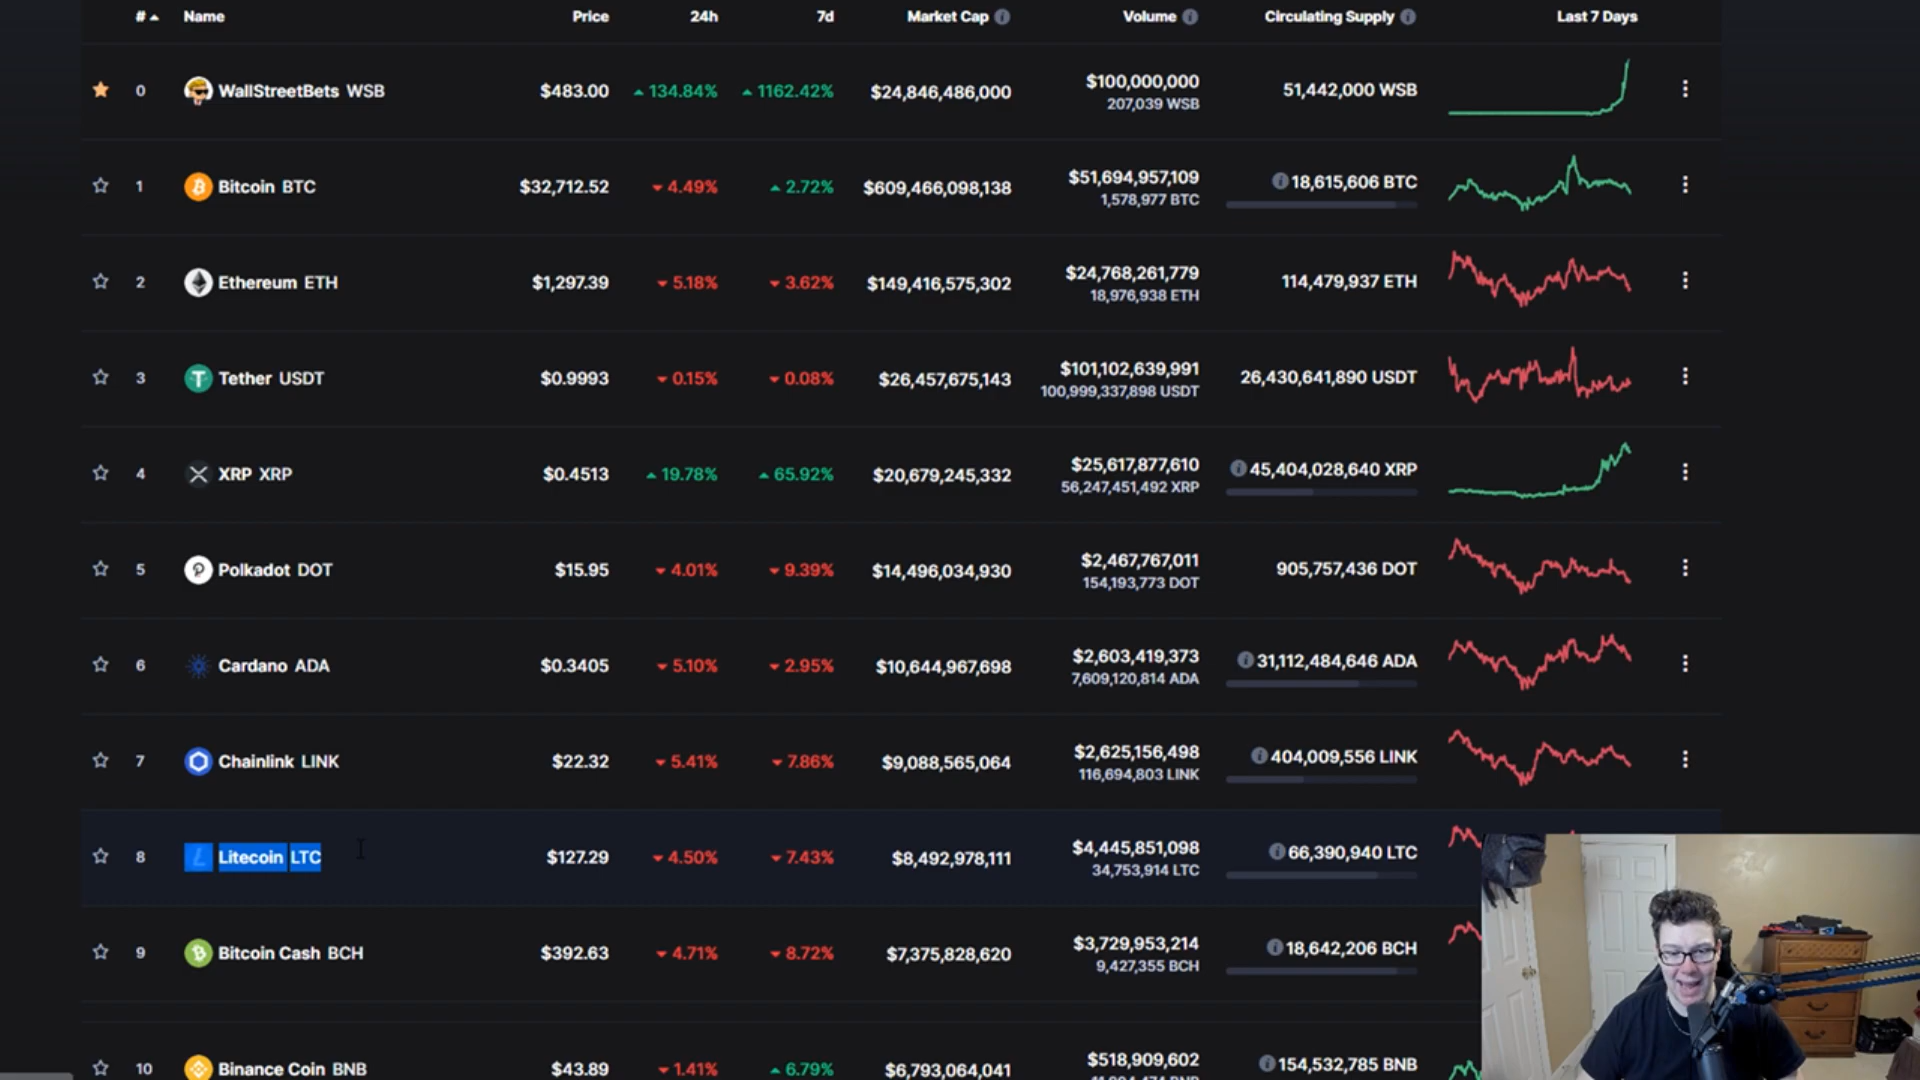 # Name Price 24h 7d Market Cap Volume Circulating Supply Last 7 Days
0 WallStreetBets WSB $483.00 134.84% 1162.42% $24,846,486,000 $100,000,000 51,442,000 WSB
207,039 WSB
1 Bitcoin BTC $32,712.52 4.49% 2.72% $609,466,098,138 $51,694,957,109 18,615,606 BTC
1,578,977 BTC
2 Ethereum ETH $1,297.39 5.18% 3.62% $149,416,575,302 $24,768,261,779 114,479,937 ETH
18,976,938 ETH
3 Tether USDT $0.9993 0.15% 0.08% $26,457,675,143 $101,102,639,991 26,430,641,890 USDT
100,999,337,898 USDT
4 XRP XRP $0.4513 19.78% 65.92% $20,679,245,332 $25,617,877,610 45,404,028,640 XRP
56,247,451,492 XRP
5 Polkadot DOT $15.95 4.01% 9.39% $14,496,034,930 $2,467,767,011 905,757,436 DOT
154,193,773 DOT
6 Cardano ADA $0.3405 5.10% 2.95% $10,644,967,698 $2,603,419,373 31,112,484,646 ADA
7,609,120,814 ADA
7 Chainlink LINK $22.32 5.41% 7.86% $9,088,565,064 $2,625,156,498 404,009,556 LINK
116,694,803 LINK
8 Litecoin LTC $127.29 4.50% 7.43% $8,492,978,111 $4,445,851,098 66,390,940 LTC
34,753,914 LTC
9 Bitcoin Cash BCH $392.63 4.71% 8.72% $7,375,828,620 $3,729,953,214 18,642,206 BCH
9,427,355 BCH
10 Binance Coin BNB $43.89 1.41% 6.79% $6,793,064,041 $518,909,602 154,532,785 BNB